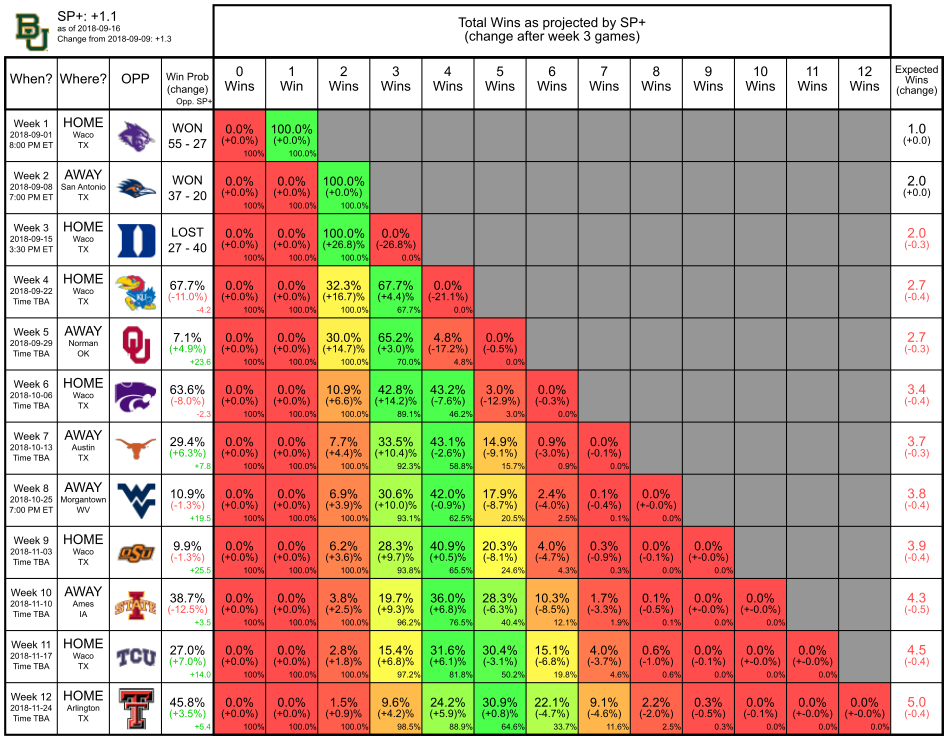 SP+: +1.1
as of 2018-09-16
Change from 2018-09-09: +1.3
Total Wins as projected by SP+
(change after week 3 games)
When? Where? OPP Win Prob (change) Opp. SP+ 0 Wins 1 Win 2 Wins 3 Wins 4 Wins 5 Wins 6 Wins 7 Wins 8 Wins 9 Wins 10 Wins 11 Wins 12 Wins Expected Wins (change)
Week 1 HOME WON 0.0% 100.0% 1.0
2018-09-01 Waco (+0.0%) (+0.0%) (+0.0)
8:00 PM ET TX 55 - 27 100% 100.0%
Week 2 AWAY WON 0.0% 0.0% 100.0% 2.0
2018-09-08 San Antonio (+0.0%) (+0.0%) (+0.0%) (+0.0)
7:00 PM ET TX 37 - 20 100% 100.0% 100.0%
Week 3 HOME LOST 0.0% 0.0% 100.0% 0.0% 2.0
2018-09-15 Waco (+0.0%) (+0.0%) (+26.8)% (-26.8%) (-0.3)
3:30 PM ET TX 27 - 40 100% 100.0% 100.0% 0.0%
Week 4 HOME KU 67.7% 0.0% 0.0% 32.3% 67.7% 0.0% 2.7
2018-09-22 Waco (-11.0%) (+0.0%) (+0.0%) (+16.7)% (+4.4)% (-21.1%) (-0.4)
Time TBA TX -4.2 100% 100.0% 100.0% 67.7% 0.0%
Week 5 AWAY OU 7.1% 0.0% 0.0% 30.0% 65.2% 4.8% 0.0% 2.7
2018-09-29 Norman (+4.9%) (+0.0%) (+0.0%) (+14.7)% (+3.0)% (-17.2%) (-0.5%) (-0.3)
Time TBA OK +23.6 100% 100.0% 100.0% 70.0% 4.8% 0.0%
Week 6 HOME 63.6% 0.0% 0.0% 10.9% 42.8% 43.2% 3.0% 0.0% 3.4
2018-10-06 Waco (-8.0%) (+0.0%) (+0.0%) (+6.6)% (+14.2)% (-7.6%) (-12.9%) (-0.3%) (-0.4)
Time TBA TX -2.3 100% 100.0% 100.0% 89.1% 46.2% 3.0% 0.0%
Week 7 AWAY 29.4% 0.0% 0.0% 7.7% 33.5% 43.1% 14.9% 0.9% 0.0% 3.7
2018-10-13 Austin (+6.3%) (+0.0%) (+0.0%) (+4.4)% (+10.4)% (-2.6%) (-9.1%) (-3.0%) (-0.1%) (-0.3)
Time TBA TX +7.8 100% 100.0% 100.0% 92.3% 58.8% 15.7% 0.9% 0.0%
Week 8 AWAY WV 10.9% 0.0% 0.0% 6.9% 30.6% 42.0% 17.9% 2.4% 0.1% 0.0% 3.8
2018-10-25 Morgantown (-1.3%) (+0.0%) (+0.0%) (+3.9)% (+10.0)% (-0.9%) (-8.7%) (-4.0%) (-0.4%) (+-0.0%) (-0.4)
7:00 PM ET WV +19.5 100% 100.0% 100.0% 93.1% 62.5% 20.5% 2.5% 0.1% 0.0%
Week 9 HOME OSU 9.9% 0.0% 0.0% 6.2% 28.3% 40.9% 20.3% 4.0% 0.3% 0.0% 0.0% 3.9
2018-11-03 Waco (-1.3%) (+0.0%) (+0.0%) (+3.6)% (+9.7)% (+0.5)% (-8.1%) (-4.7%) (-0.9%) (-0.1%) (+-0.0%) (-0.4)
Time TBA TX +25.5 100% 100.0% 100.0% 93.8% 65.5% 24.6% 4.3% 0.3% 0.0% 0.0%
Week 10 AWAY STATE 38.7% 0.0% 0.0% 3.8% 19.7% 36.0% 28.3% 10.3% 1.7% 0.1% 0.0% 0.0% 4.3
2018-11-10 Ames (-12.5%) (+0.0%) (+0.0%) (+2.5)% (+9.3)% (+6.8)% (-6.3%) (-8.5%) (-3.3%) (-0.5%) (+-0.0%) (+-0.0%) (-0.5)
Time TBA IA +3.5 100% 100.0% 100.0% 96.2% 76.5% 40.4% 12.1% 1.9% 0.1% 0.0% 0.0%
Week 11 HOME TCU 27.0% 0.0% 0.0% 2.8% 15.4% 31.6% 30.4% 15.1% 4.0% 0.6% 0.0% 0.0% 0.0% 4.5
2018-11-17 Waco (+7.0%) (+0.0%) (+0.0%) (+1.8)% (+6.8)% (+6.1)% (-3.1%) (-6.8%) (-3.7%) (-1.0%) (-0.1%) (+-0.0%) (+-0.0%) (-0.4)
Time TBA TX +14.0 100% 100.0% 100.0% 97.2% 81.8% 50.2% 19.8% 4.6% 0.6% 0.0% 0.0% 0.0%
Week 12 HOME 45.8% 0.0% 0.0% 1.5% 9.6% 24.2% 30.9% 22.1% 9.1% 2.2% 0.3% 0.0% 0.0% 0.0% 5.0
2018-11-24 Arlington (+3.5%) (+0.0%) (+0.0%) (+0.9)% (+4.2)% (+5.9)% (+0.8)% (-4.7%) (-4.6%) (-2.0%) (-0.5%) (-0.1%) (+-0.0%) (+-0.0%) (-0.4)
Time TBA TX +5.4 100% 100.0% 100.0% 98.5% 88.9% 64.6% 33.7% 11.6% 2.5% 0.3% 0.0% 0.0% 0.0%